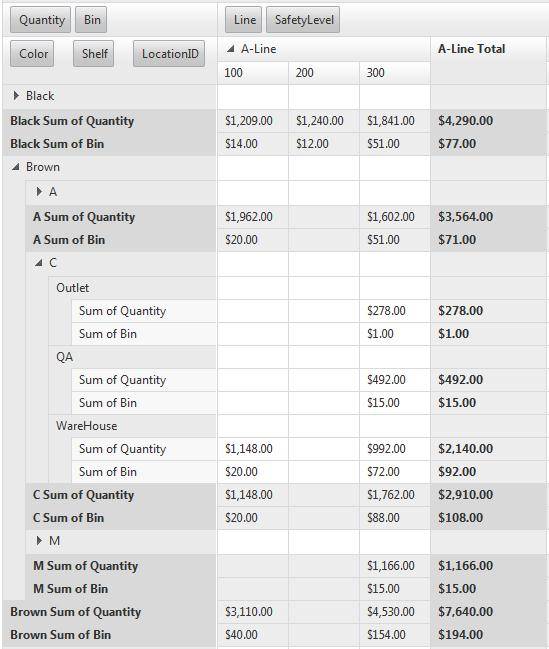 Quantity Bin Line SafetyLevel
Color Shelf LocationID A-Line A-Line Total
100 200 300
Black
Black Sum of Quantity $1,209.00 $1,240.00 $1,841.00 $4,290.00
Black Sum of Bin $14.00 $12.00 $51.00 $77.00
Brown
A
A Sum of Quantity $1,962.00 $1,602.00 $3,564.00
A Sum of Bin $20.00 $51.00 $71.00
C
Outlet
Sum of Quantity $278.00 $278.00
Sum of Bin $1.00 $1.00
QA
Sum of Quantity $492.00 $492.00
Sum of Bin $15.00 $15.00
WareHouse
Sum of Quantity $1,148.00 $992.00 $2,140.00
Sum of Bin $20.00 $72.00 $92.00
C Sum of Quantity $1,148.00 $1,762.00 $2,910.00
C Sum of Bin $20.00 $88.00 $108.00
M
M Sum of Quantity $1,166.00 $1,166.00
M Sum of Bin $15.00 $15.00
Brown Sum of Quantity $3,110.00 $4,530.00 $7,640.00
Brown Sum of Bin $40.00 $154.00 $194.00